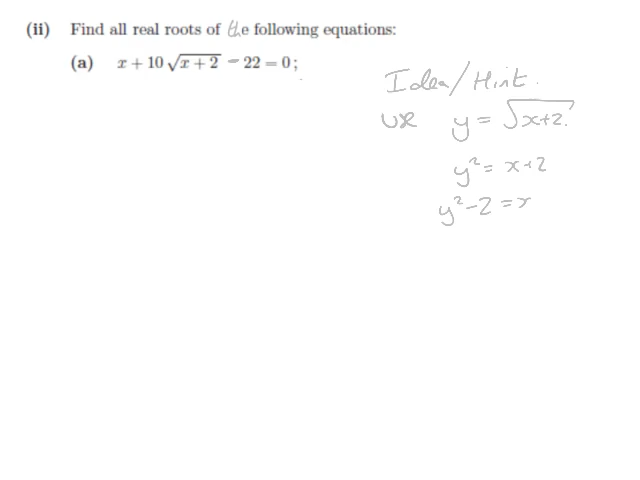 (ii) Find all real roots of the following equations:
(a) x + 10√(x + 2) − 22 = 0;
Idea/Hint.
use y = √(x+2).
y² = x+2
y²-2 = x